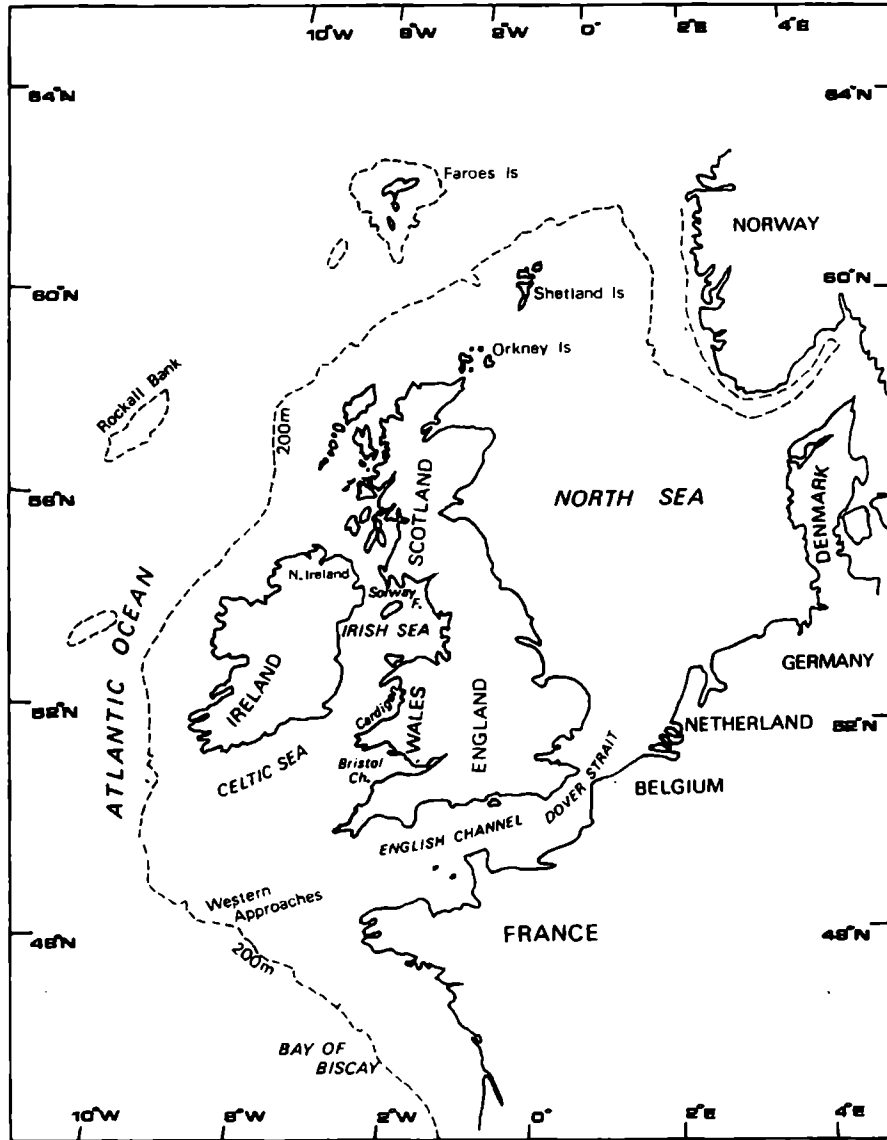 10°W 8°W 2°W 0° 2°E 4°E
64°N 64°N
Faroes Is
NORWAY
60°N 60°N
Shetland Is
Orkney Is
Rockall Bank
200m
56°N
NORTH SEA
SCOTLAND
DENMARK
N. Ireland
Solway
F.
IRISH SEA
ATLANTIC OCEAN
IRELAND
GERMANY
52°N 52°N
Cardigan
WALES
ENGLAND
NETHERLAND
CELTIC SEA
Bristol
Ch.
DOVER STRAIT
BELGIUM
ENGLISH CHANNEL
Western
Approaches
48°N 48°N
FRANCE
200m
BAY OF
BISCAY
10°W 8°W 2°W 0° 2°E 4°E